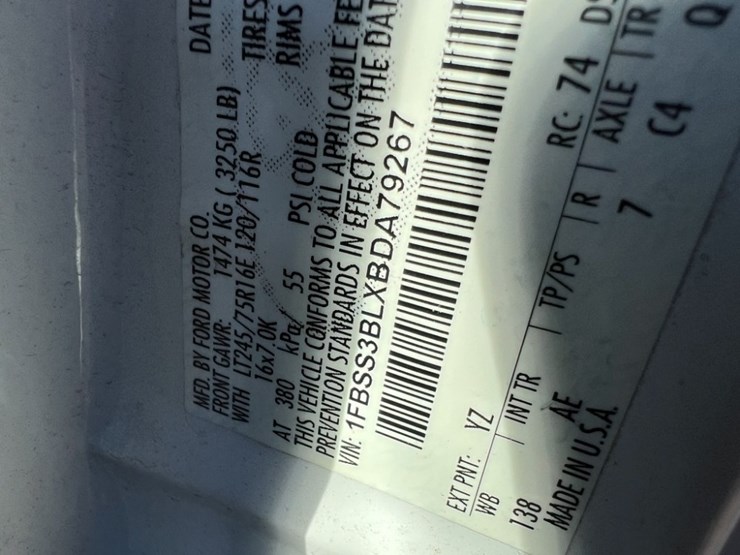 MFD. BY FORD MOTOR CO.
DATE
FRONT GAWR: 1474 KG ( 3250 LB)
WITH LT245/75R16E 120/116R TIRES
16x7.0K RIMS
AT 380 kPa/ 55 PSI COLD
THIS VEHICLE CONFORMS TO ALL APPLICABLE FE
PREVENTION STANDARDS IN EFFECT ON THE DAT
VIN: 1FBSS3BLXBDA79267
EXT PNT: YZ RC: 74 DS
WB INT TR TP/PS R AXLE TR
138 AE 7 C4 Q
MADE IN U.S.A.